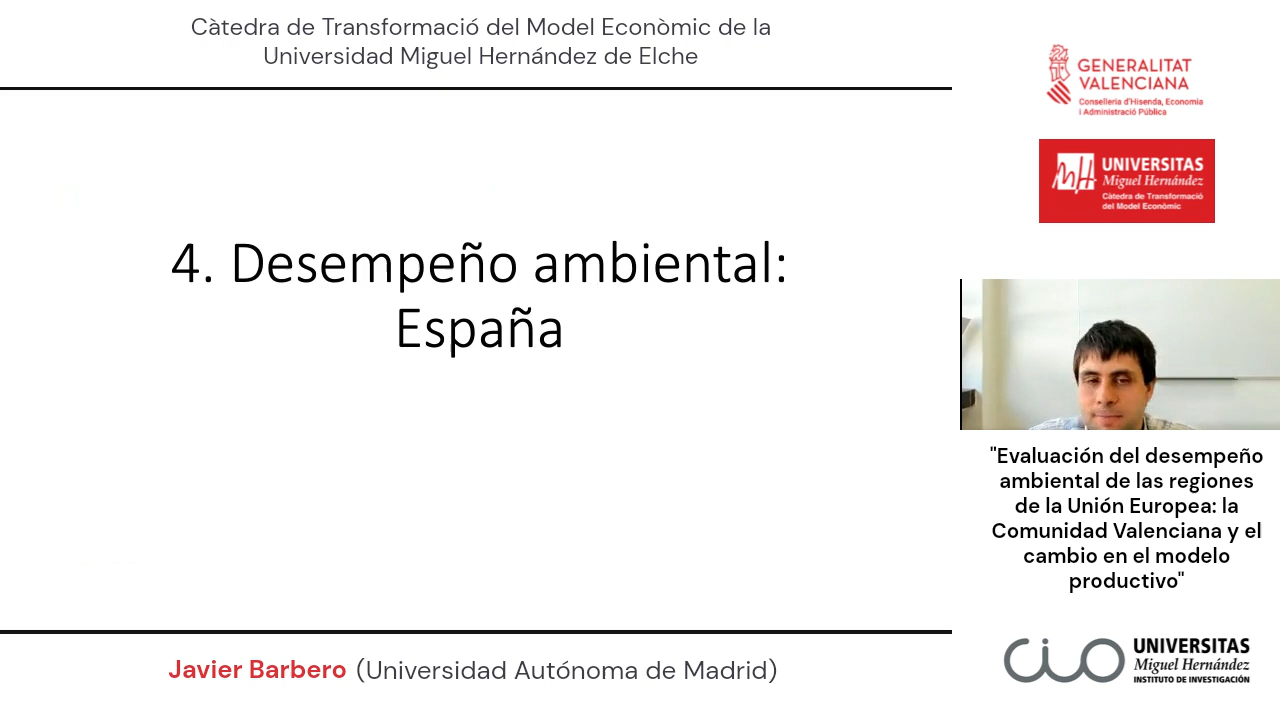 Càtedra de Transformació del Model Econòmic de la
Universidad Miguel Hernández de Elche
4. Desempeño ambiental:
España
Javier Barbero (Universidad Autónoma de Madrid)
GENERALITAT
VALENCIANA
Conselleria d'Hisenda, Economia
i Administració Pública
UNIVERSITAS
Miguel Hernández
Càtedra de Transformació
del Model Econòmic
"Evaluación del desempeño
ambiental de las regiones
de la Unión Europea: la
Comunidad Valenciana y el
cambio en el modelo
productivo"
CIO
UNIVERSITAS
Miguel Hernández
INSTITUTO DE INVESTIGACIÓN